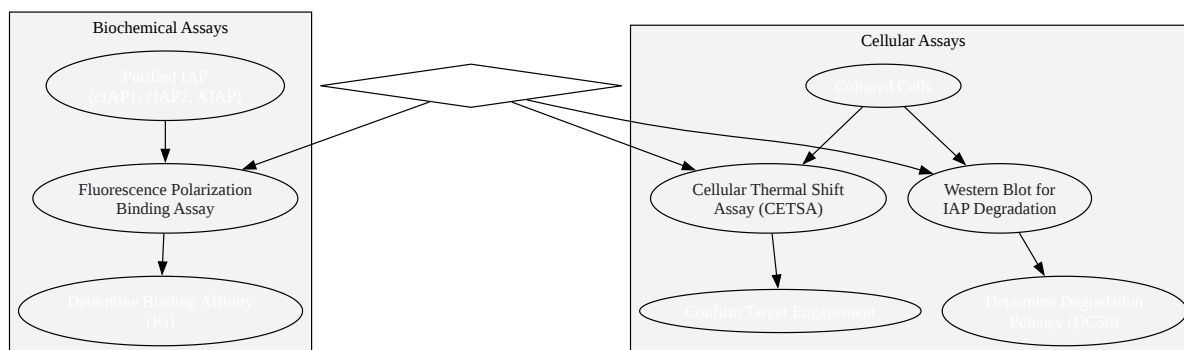 Biochemical Assays
Purified IAP
(cIAP1, cIAP2, XIAP)
Fluorescence Polarization
Binding Assay
Determine Binding Affinity
(Ki)
Cellular Assays
Cultured Cells
Cellular Thermal Shift
Assay (CETSA)
Western Blot for
IAP Degradation
Confirm Target Engagement
Determine Degradation
Potency (DC50)